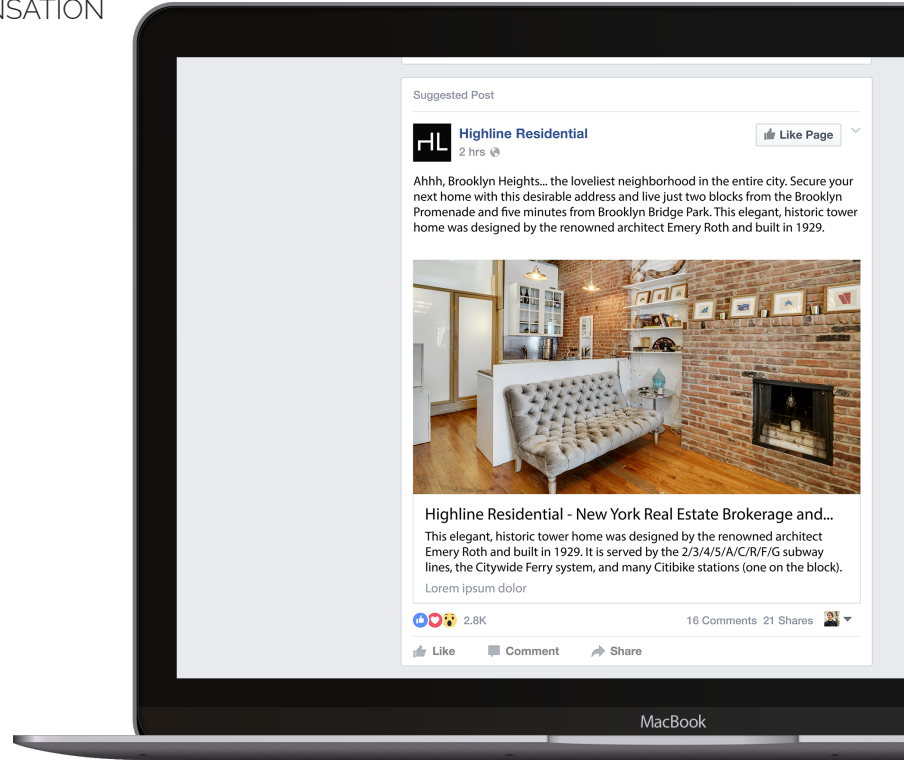 NSATION
Suggested Post
HL
Highline Residential
Like Page
2 hrs
Ahhh, Brooklyn Heights... the loveliest neighborhood in the entire city. Secure your
next home with this desirable address and live just two blocks from the Brooklyn
Promenade and five minutes from Brooklyn Bridge Park. This elegant, historic tower
home was designed by the renowned architect Emery Roth and built in 1929.
Highline Residential - New York Real Estate Brokerage and...
This elegant, historic tower home was designed by the renowned architect
Emery Roth and built in 1929. It is served by the 2/3/4/5/A/C/R/F/G subway
lines, the Citywide Ferry system, and many Citibike stations (one on the block).
Lorem ipsum dolor
2.8K 16 Comments 21 Shares
Like Comment Share
MacBook